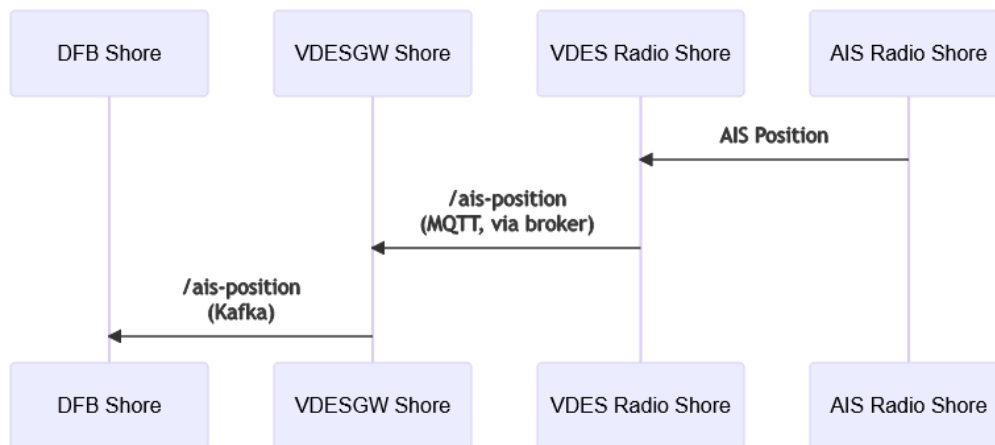 DFB Shore
VDESGW Shore
VDES Radio Shore
AIS Radio Shore
AIS Position
/ais-position
(MQTT, via broker)
/ais-position
(Kafka)
DFB Shore
VDESGW Shore
VDES Radio Shore
AIS Radio Shore